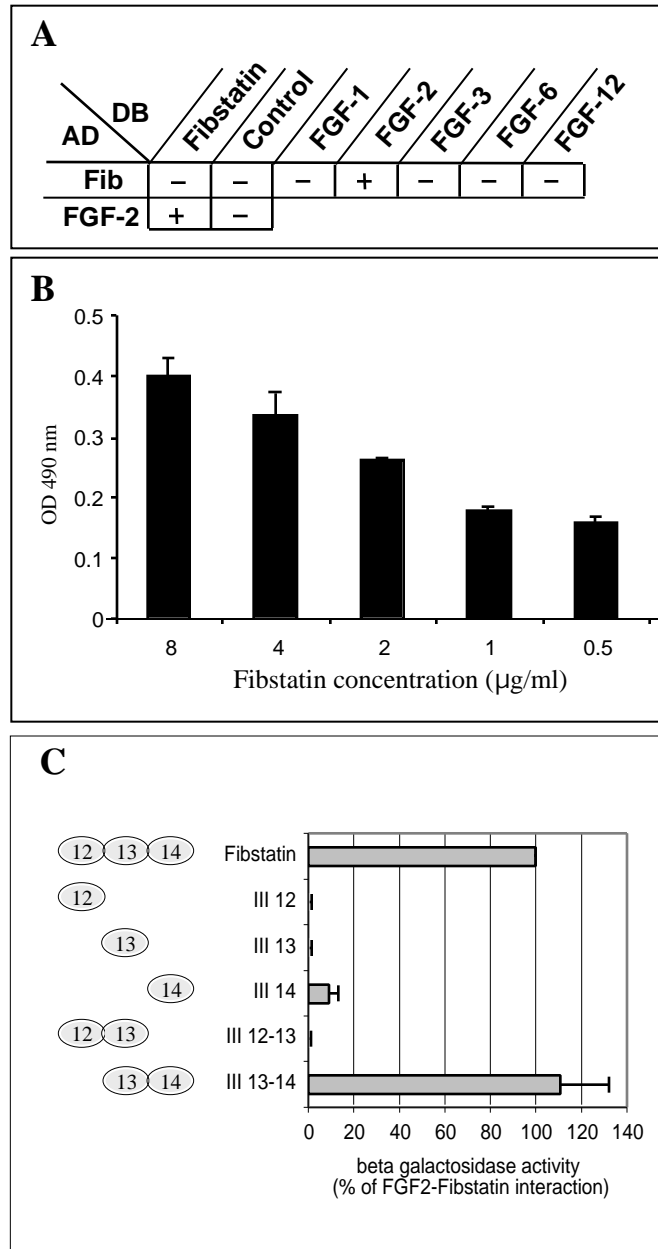 A
DB
AD
Fibstatin
Control
FGF-1
FGF-2
FGF-3
FGF-6
FGF-12
Fib − − − + − − −
FGF-2 + −
B
0.5
0.4
0.3
0.2
0.1
0
OD 490 nm
8 4 2 1 0.5
Fibstatin concentration (µg/ml)
C
12 13 14 Fibstatin
12 III 12
13 III 13
14 III 14
12 13 III 12-13
13 14 III 13-14
0 20 40 60 80 100 120 140
beta galactosidase activity
(% of FGF2-Fibstatin interaction)